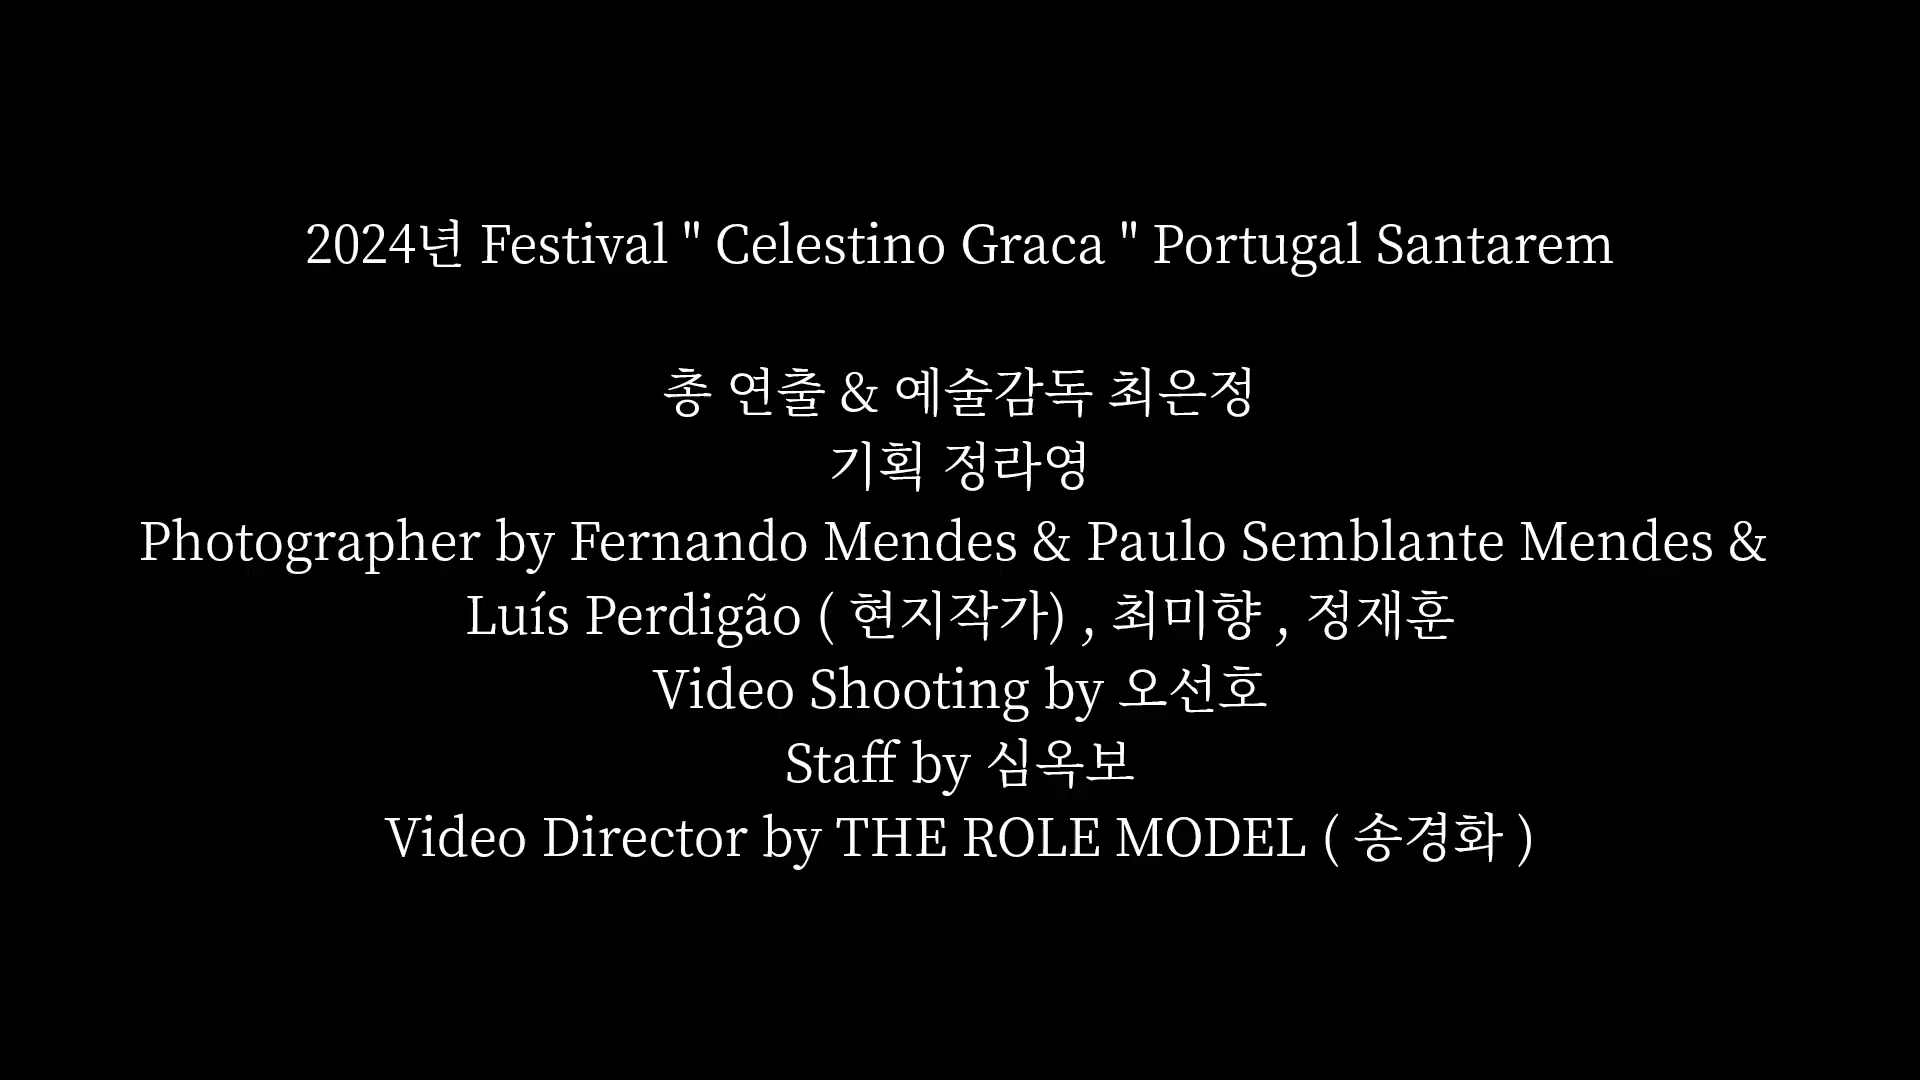 2024년 Festival " Celestino Graca " Portugal Santarem
총 연출 & 예술감독 최은정
기획 정라영
Photographer by Fernando Mendes & Paulo Semblante Mendes &
Luís Perdigão ( 현지작가) , 최미향 , 정재훈
Video Shooting by 오선호
Staff by 심옥보
Video Director by THE ROLE MODEL ( 송경화 )